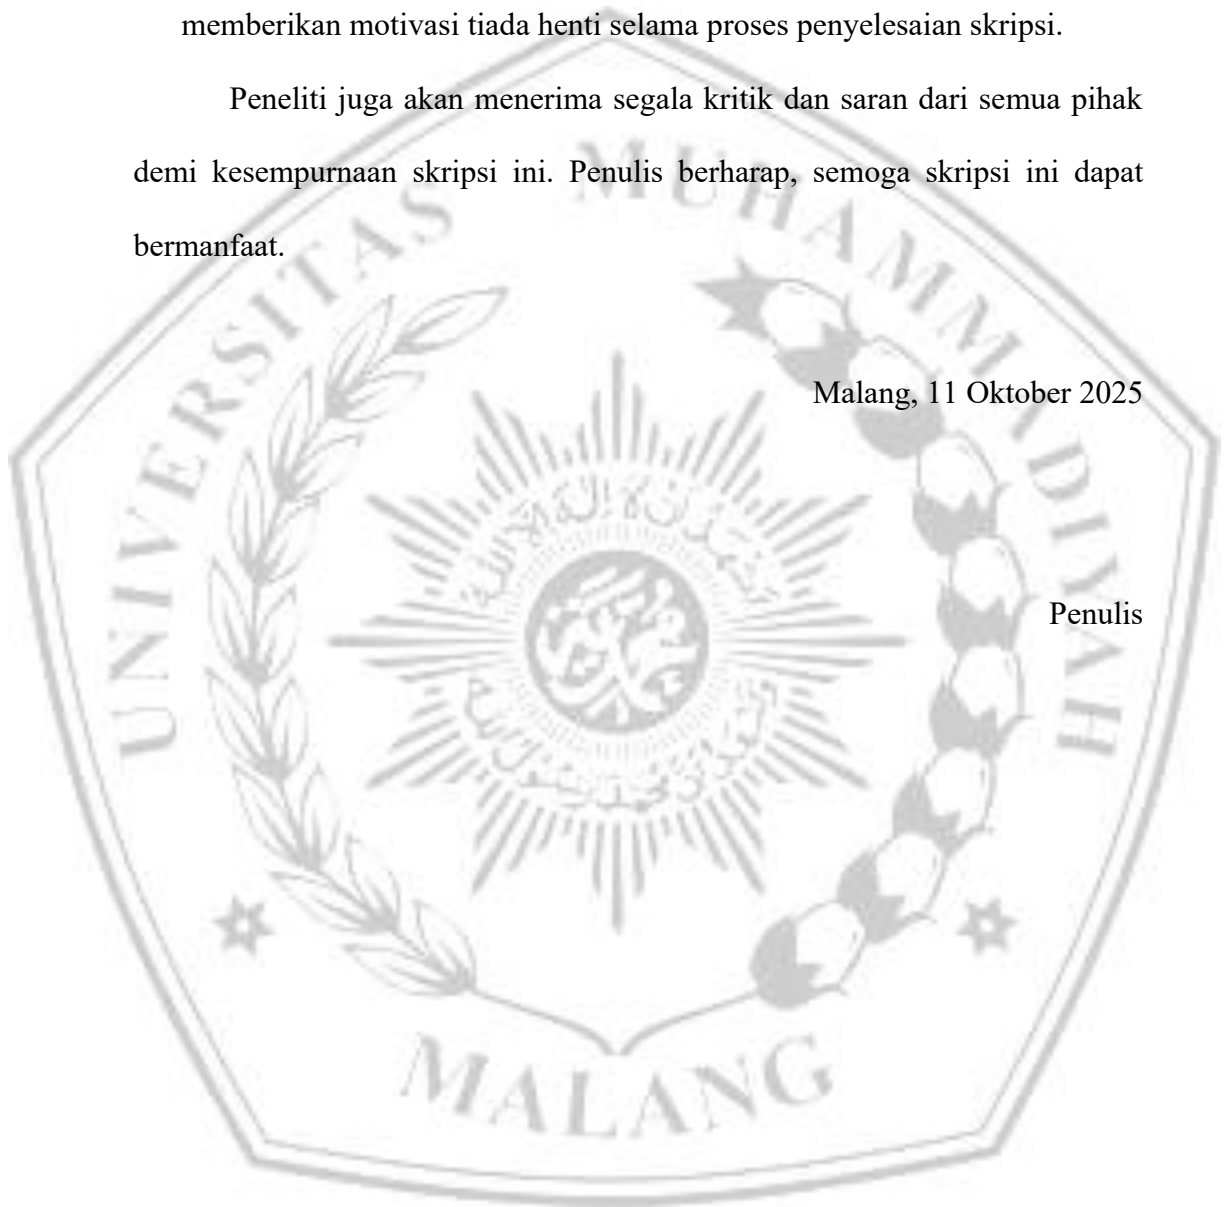 memberikan motivasi tiada henti selama proses penyelesaian skripsi.
Peneliti juga akan menerima segala kritik dan saran dari semua pihak
demi kesempurnaan skripsi ini. Penulis berharap, semoga skripsi ini dapat
bermanfaat.
Malang, 11 Oktober 2025
Penulis
UNIVERSITAS MUHAMMADIYAH
MALANG